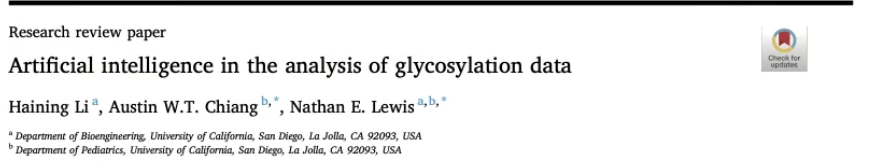 Research review paper
Check for
updates
Artificial intelligence in the analysis of glycosylation data
Haining Li a, Austin W.T. Chiang b,*, Nathan E. Lewis a,b,*
a Department of Bioengineering, University of California, San Diego, La Jolla, CA 92093, USA
b Department of Pediatrics, University of California, San Diego, La Jolla, CA 92093, USA